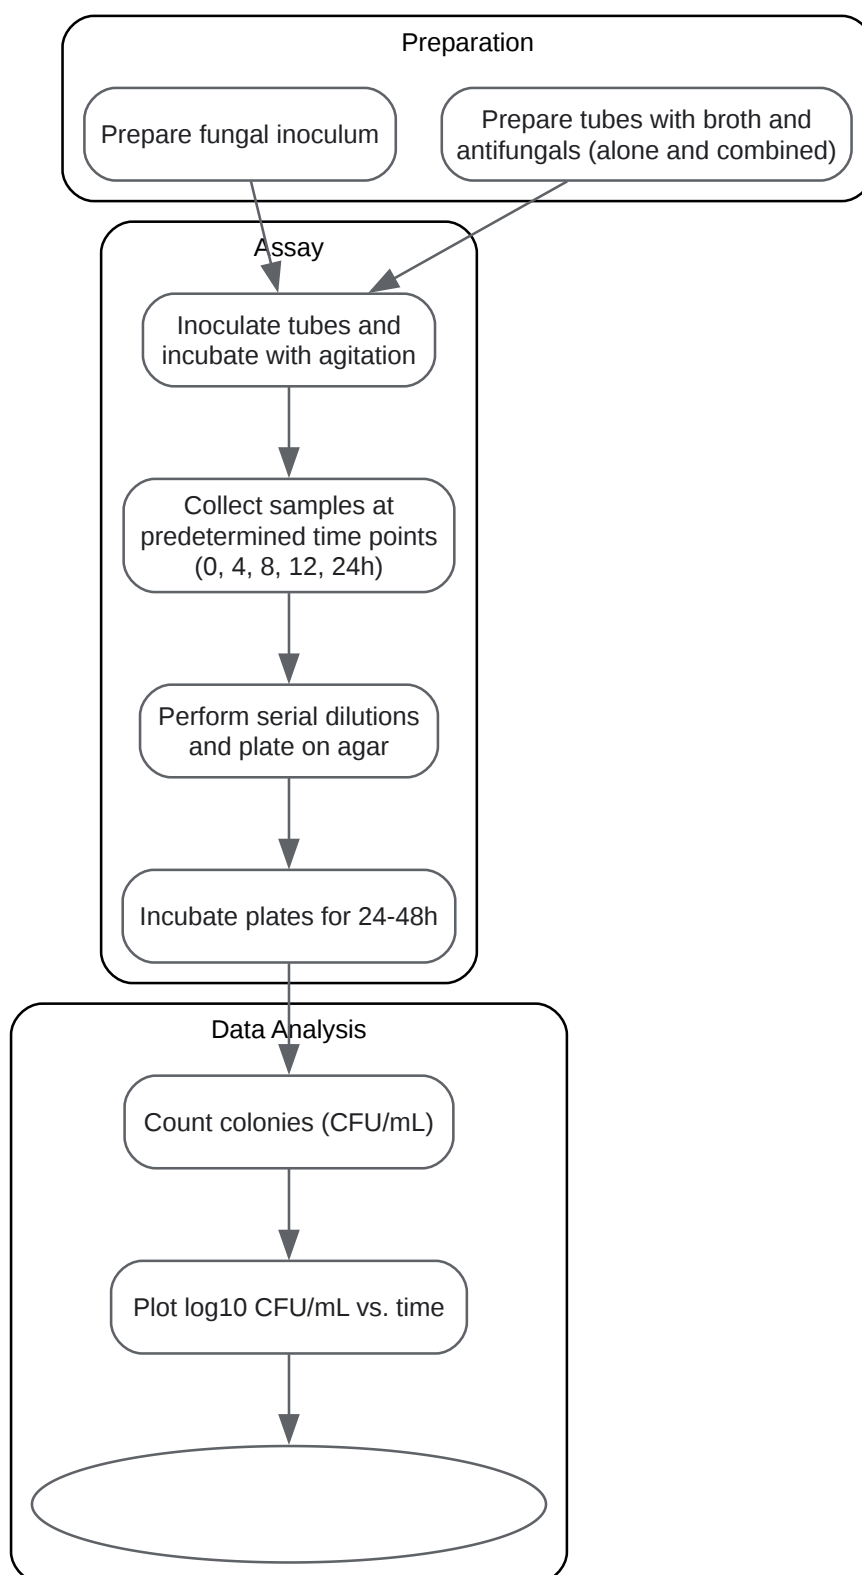 Preparation
Prepare fungal inoculum
Prepare tubes with broth and
antifungals (alone and combined)
Assay
Inoculate tubes and
incubate with agitation
Collect samples at
predetermined time points
(0, 4, 8, 12, 24h)
Perform serial dilutions
and plate on agar
Incubate plates for 24-48h
Data Analysis
Count colonies (CFU/mL)
Plot log10 CFU/mL vs. time